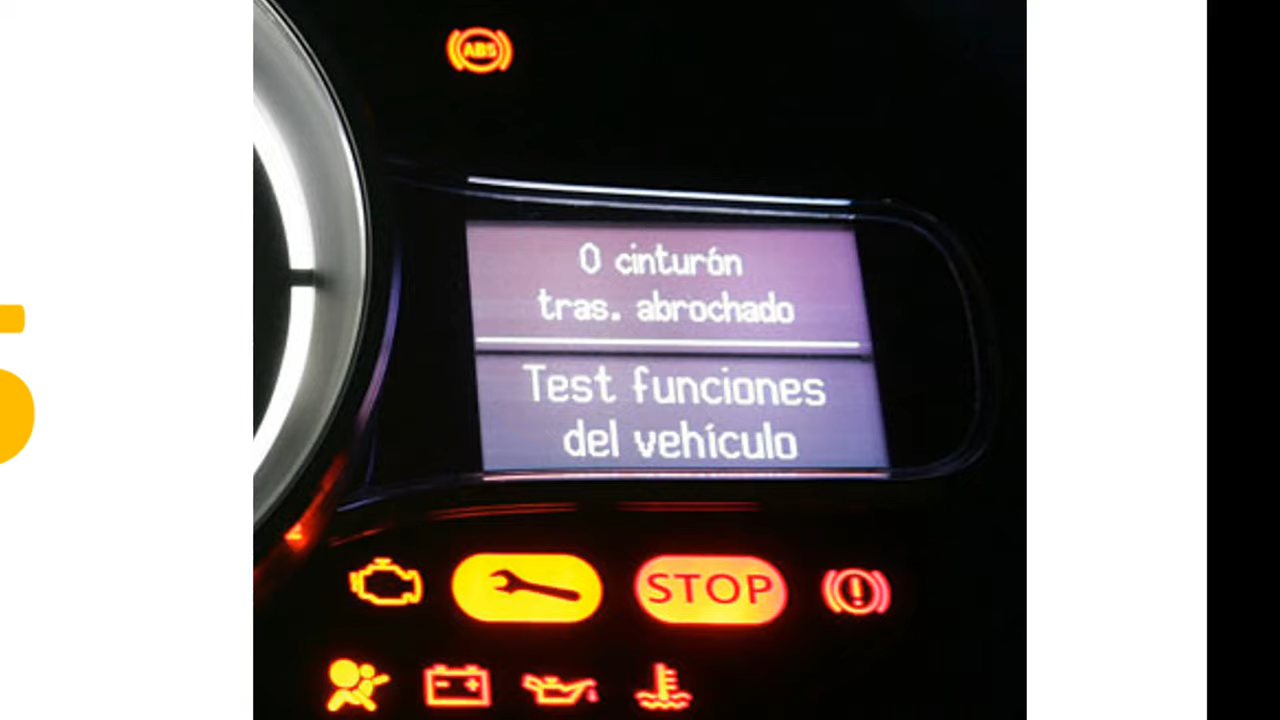 ABS
0 cinturón
tras. abrochado
Test funciones
del vehículo
STOP